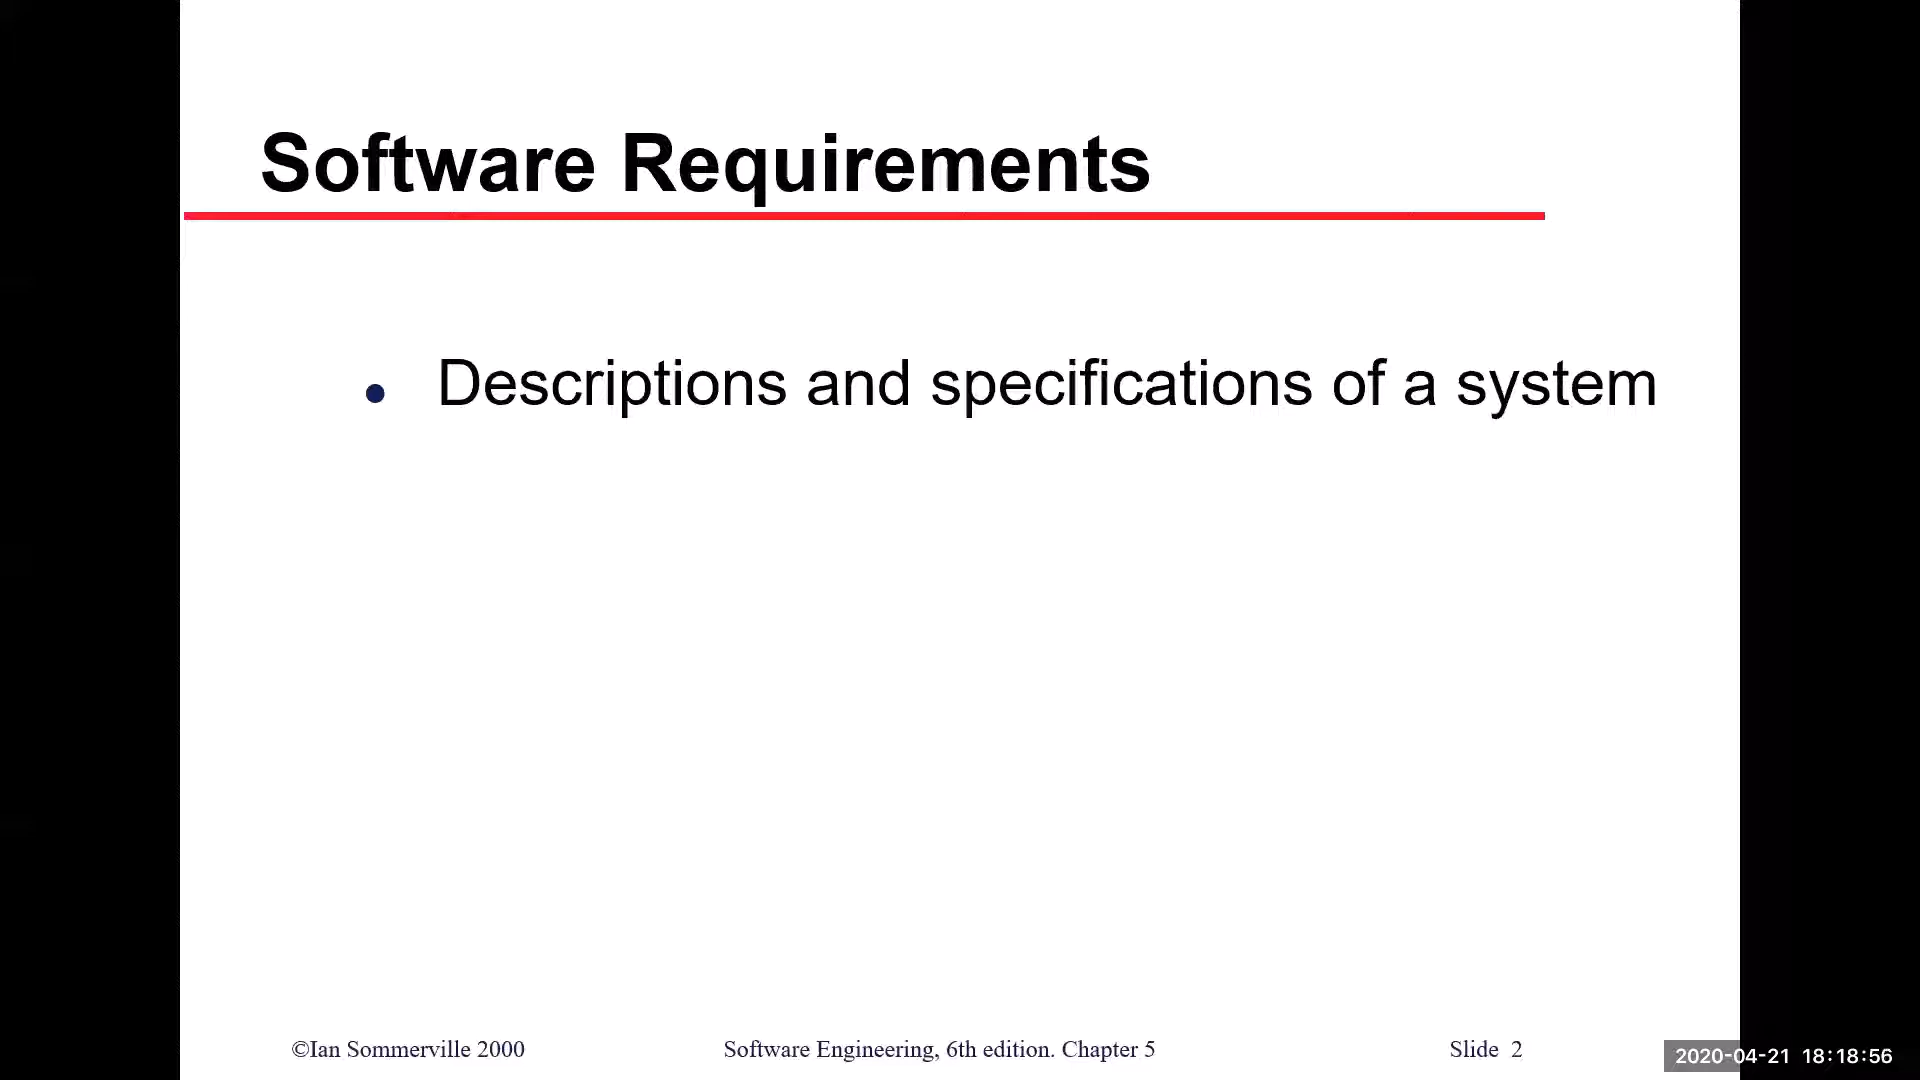 Software Requirements
• Descriptions and specifications of a system
©Ian Sommerville 2000 Software Engineering, 6th edition. Chapter 5 Slide 2
2020-04-21 18:18:56